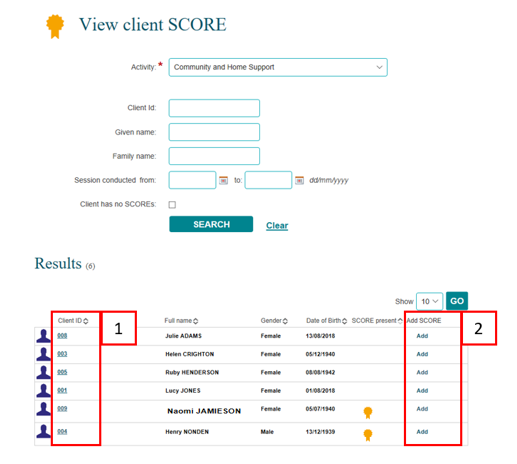 View client SCORE
Activity: * Community and Home Support
Client Id:
Given name:
Family name:
Session conducted from: to: dd/mm/yyyy
Client has no SCOREs:
SEARCH Clear
Results (6)
Show 10 GO
Client ID 1 Full name Gender Date of Birth SCORE present Add SCORE 2
008 Julie ADAMS Female 13/08/2018 Add
003 Helen CRIGHTON Female 05/12/1940 Add
005 Ruby HENDERSON Female 08/08/1942 Add
001 Lucy JONES Female 01/08/2018 Add
009 Naomi JAMIESON Female 05/07/1940 Add
004 Henry NONDEN Male 13/12/1939 Add